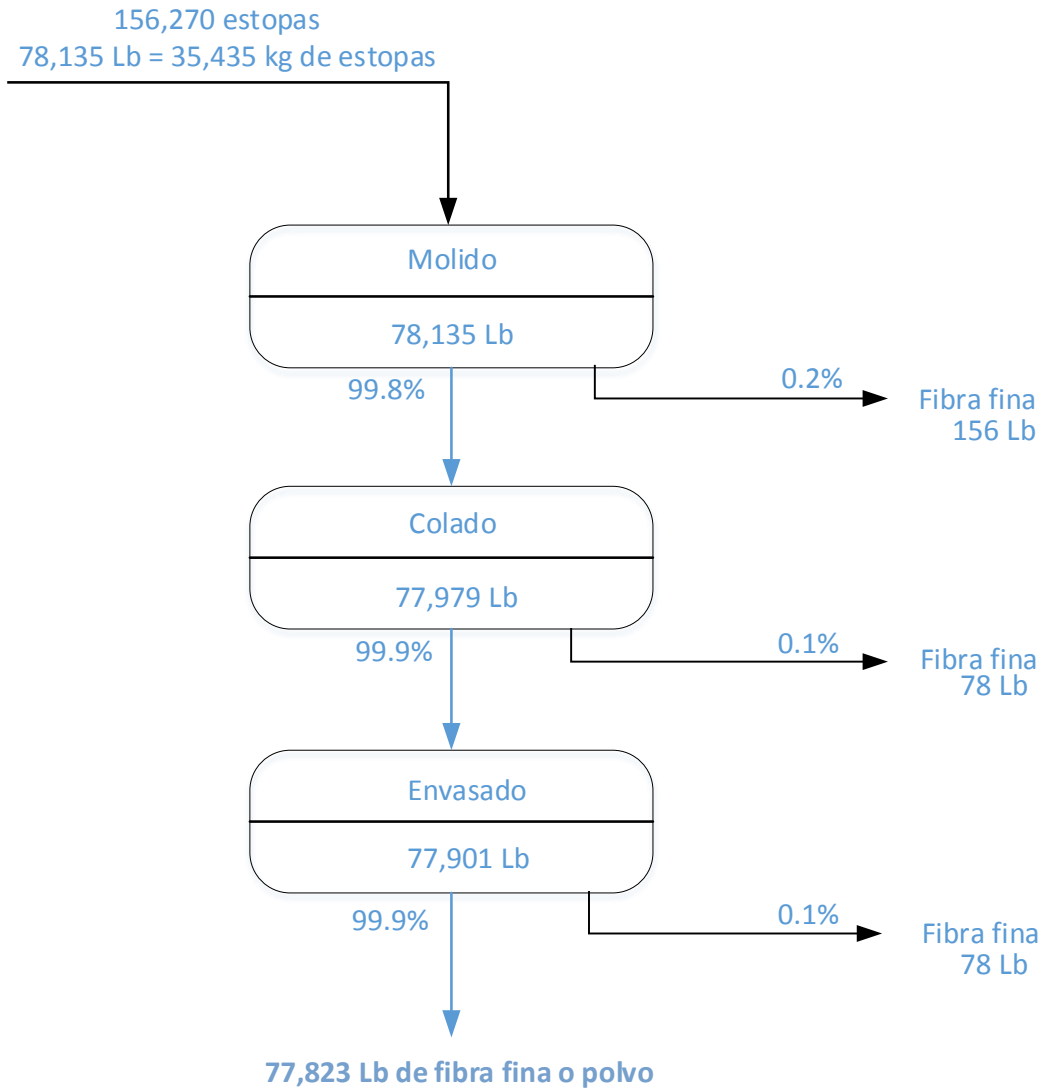 156,270 estopas
78,135 Lb = 35,435 kg de estopas
Molido
78,135 Lb
99.8%
0.2%
Fibra fina
156 Lb
Colado
77,979 Lb
99.9%
0.1%
Fibra fina
78 Lb
Envasado
77,901 Lb
99.9%
0.1%
Fibra fina
78 Lb
77,823 Lb de fibra fina o polvo